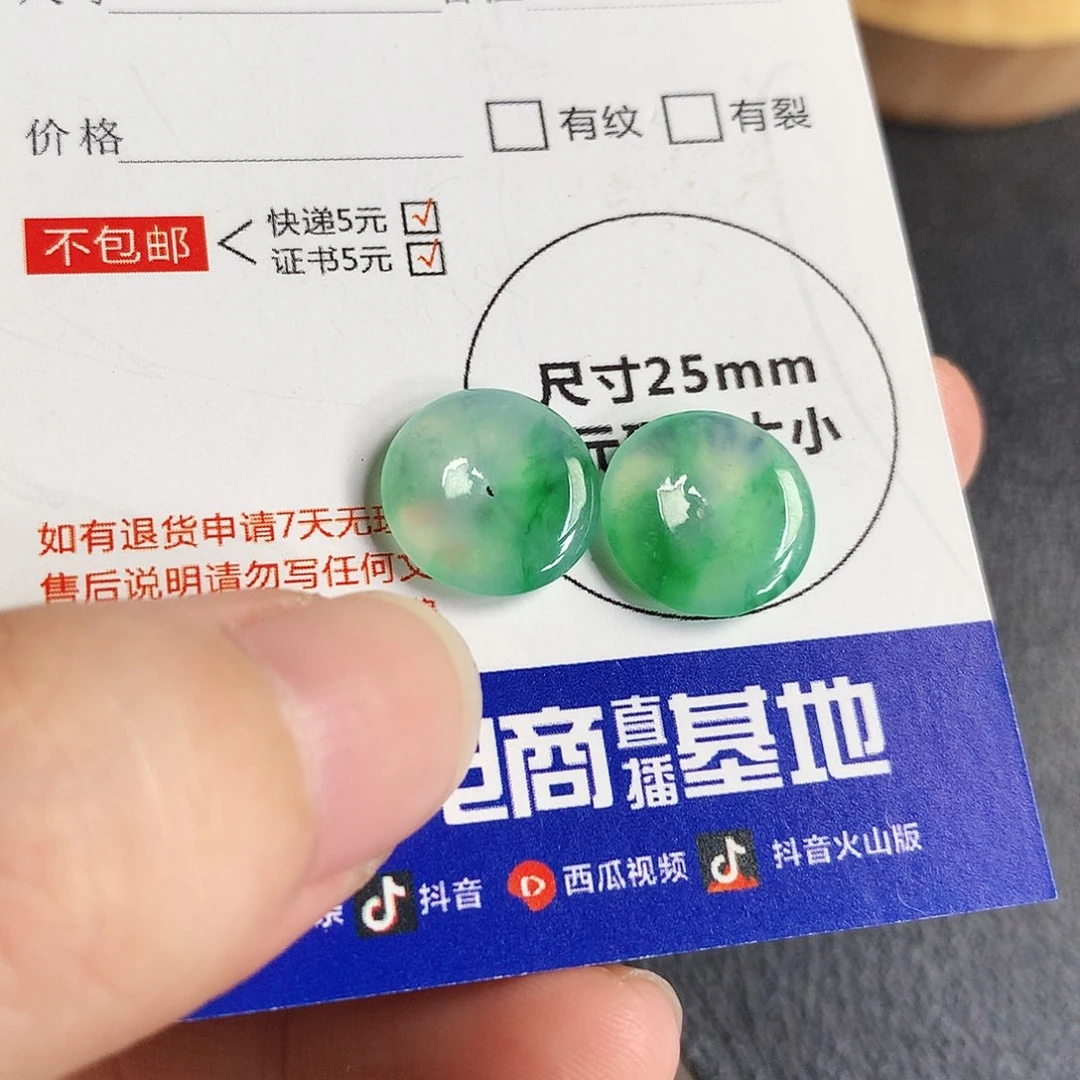 价格
有纹 有裂
不包邮
快递5元
证书5元
尺寸25mm
小
如有退货申请7天无
售后说明请勿写任何
电商直播基地
抖音 西瓜视频 抖音火山版